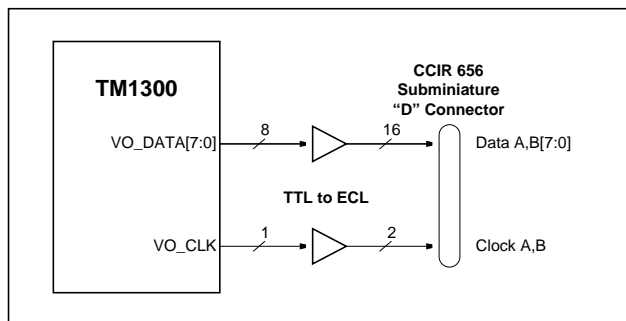 TM1300
CCIR 656
Subminiature
“D” Connector
VO_DATA[7:0]
8
16
Data A,B[7:0]
TTL to ECL
VO_CLK
1
2
Clock A,B